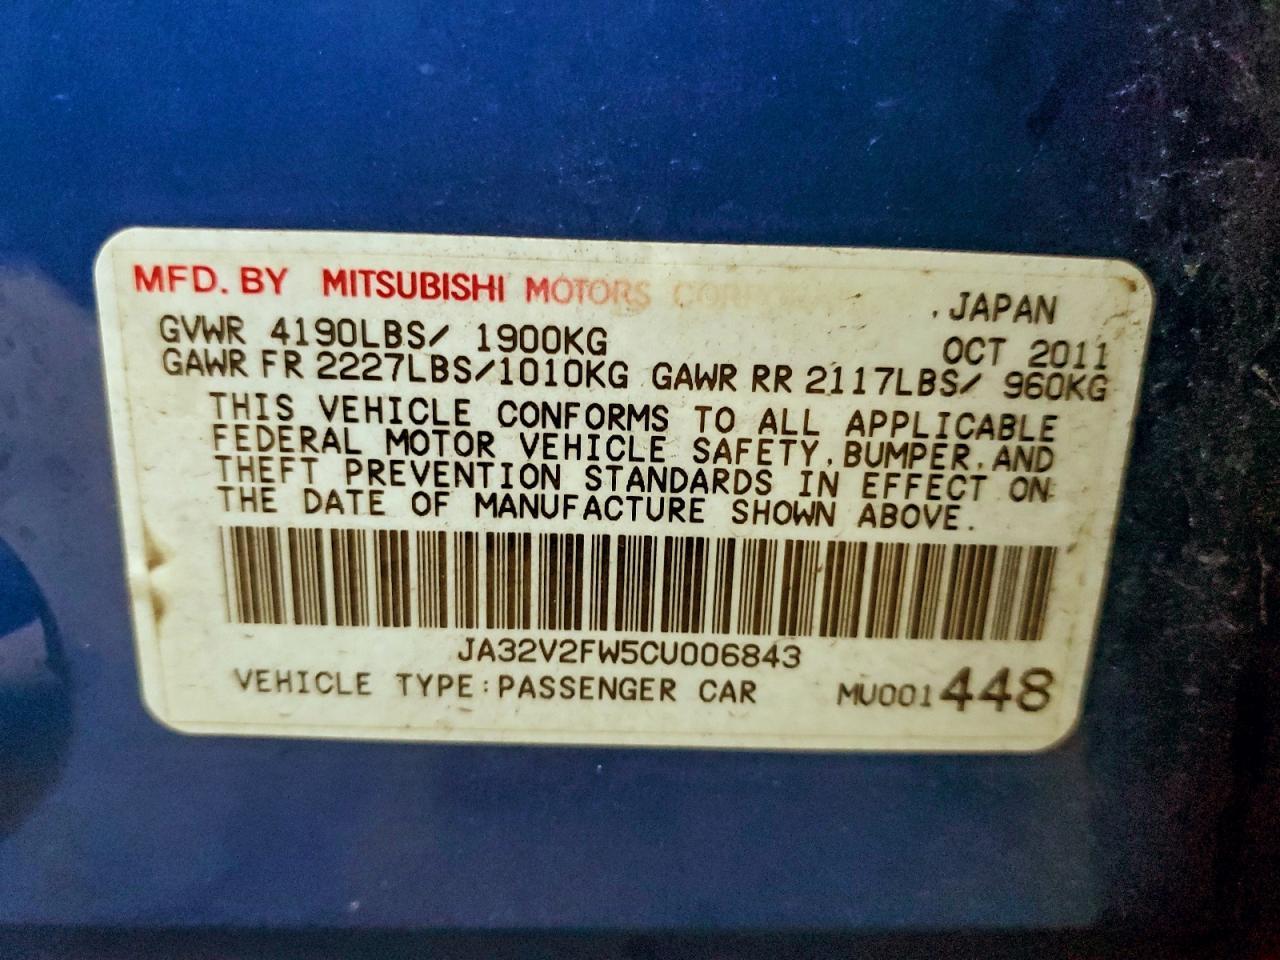 MFD. BY MITSUBISHI MOTORS CORPORATION, JAPAN
GVWR 4190LBS/ 1900KG OCT 2011
GAWR FR 2227LBS/1010KG GAWR RR 2117LBS/ 960KG
THIS VEHICLE CONFORMS TO ALL APPLICABLE
FEDERAL MOTOR VEHICLE SAFETY, BUMPER, AND
THEFT PREVENTION STANDARDS IN EFFECT ON
THE DATE OF MANUFACTURE SHOWN ABOVE.
JA32V2FW5CU006843
VEHICLE TYPE:PASSENGER CAR MU001448